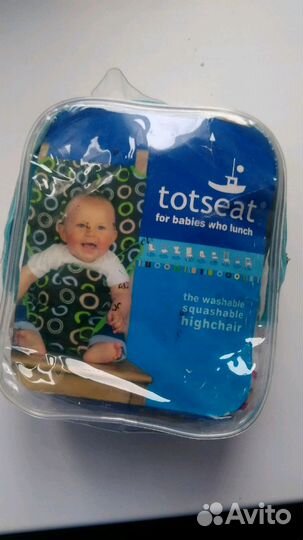 totseat
for babies who lunch
the washable
squashable
highchair
Avito